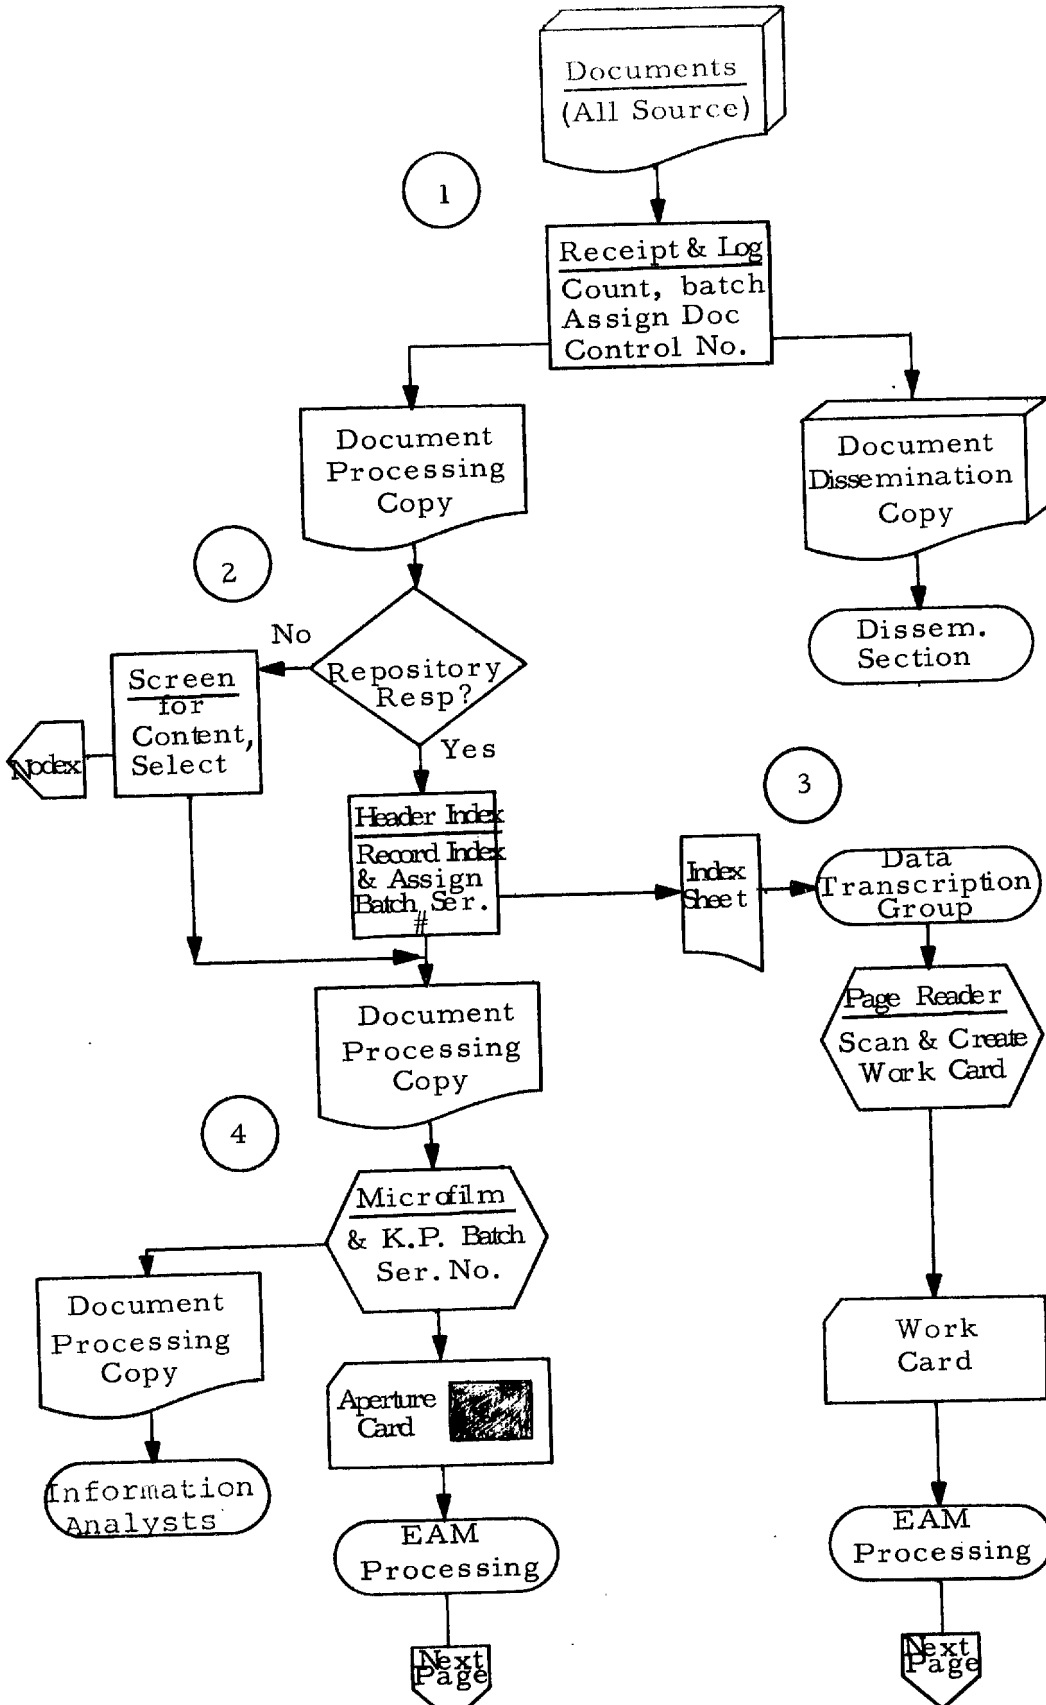 Documents
(All Source)
1
Receipt & Log
Count, batch
Assign Doc
Control No.
Document
Processing
Copy
Document
Dissemination
Copy
2
No
Repository
Resp?
Yes
Dissem.
Section
Screen
for
Content,
Select
Nodex
Header Index
Record Index
& Assign
Batch Ser.
#
3
Index
Sheet
Data
Transcription
Group
Page Reader
Scan & Create
Work Card
Document
Processing
Copy
4
Microfilm
& K.P. Batch
Ser. No.
Document
Processing
Copy
Information
Analysts
Aperture
Card
EAM
Processing
Next
Page
Work
Card
EAM
Processing
Next
Page